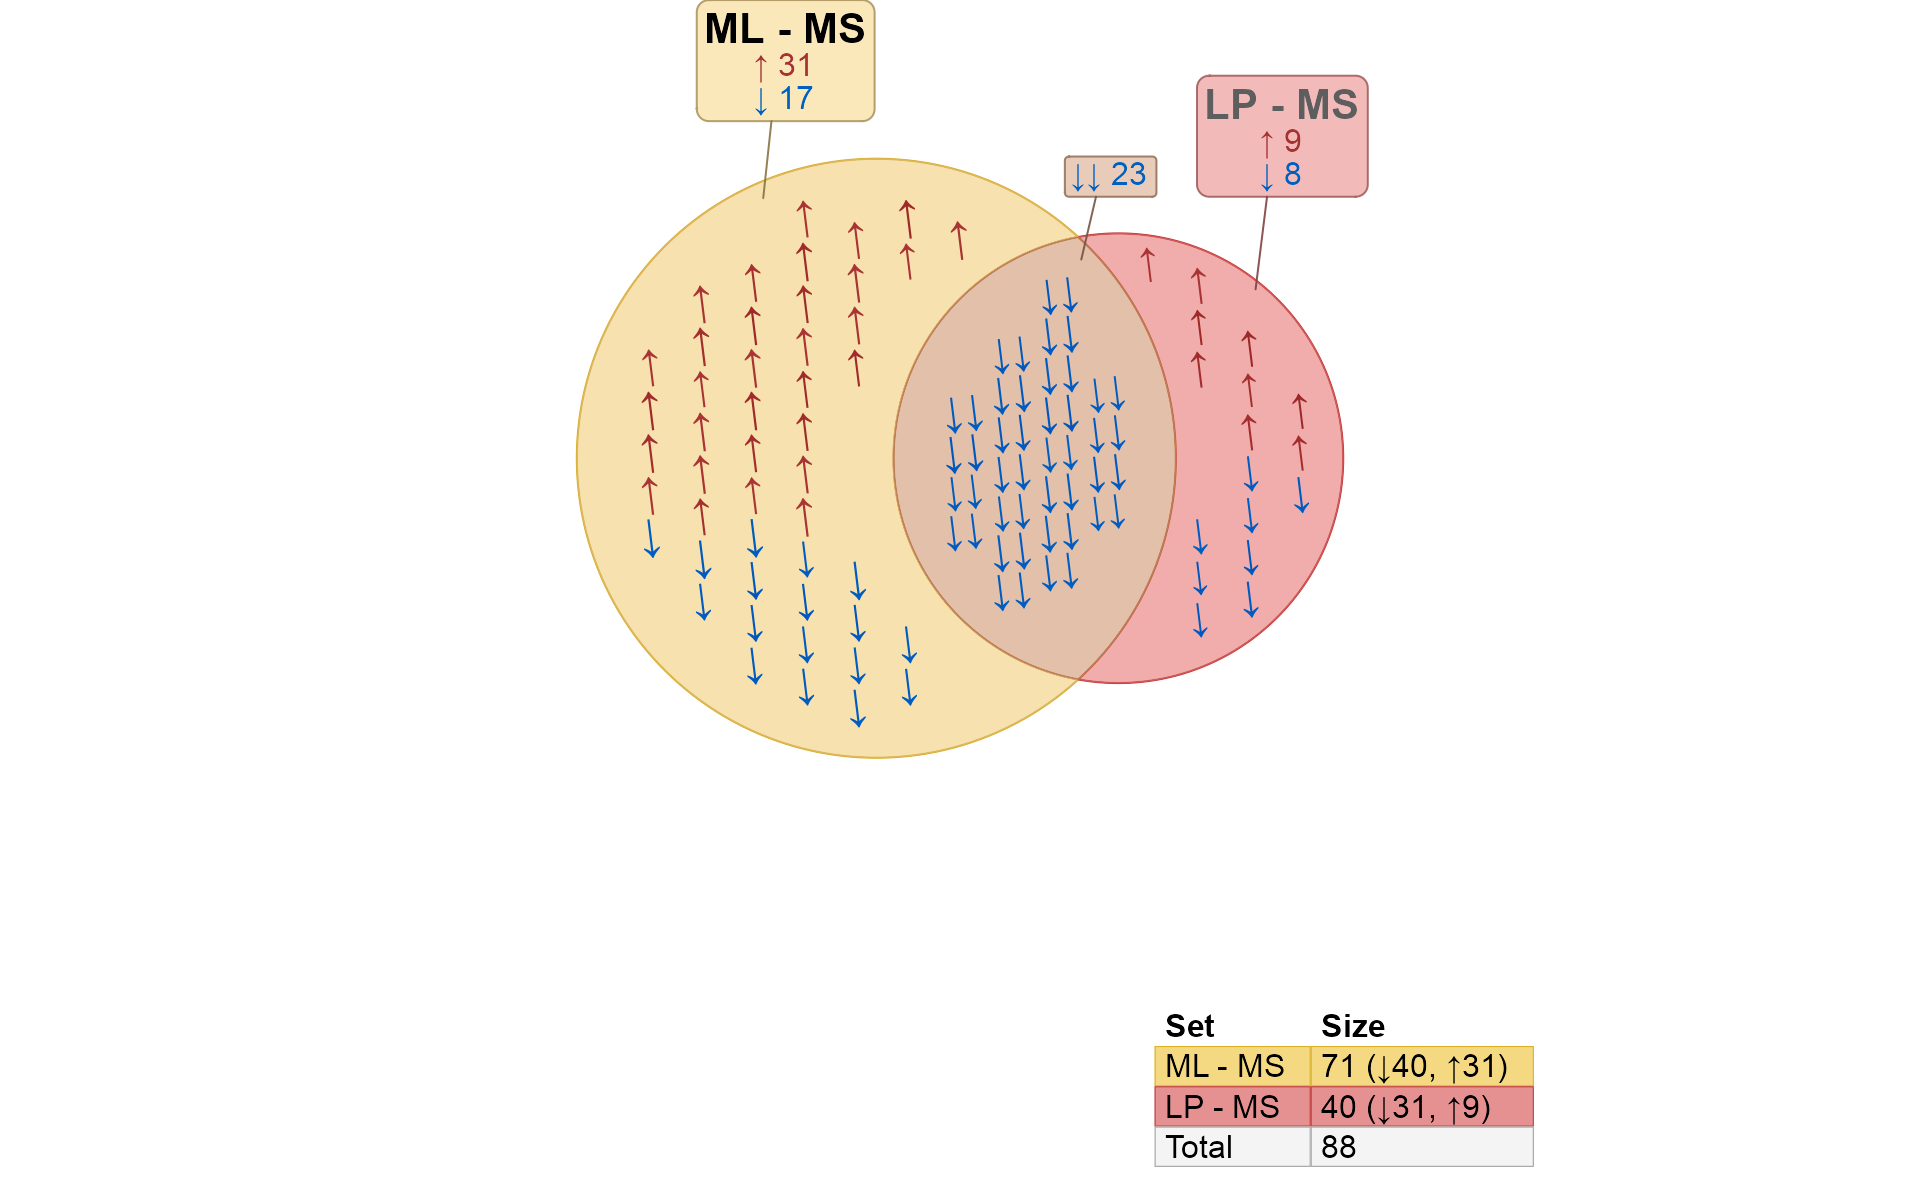 ML - MS
↑ 31
↓ 17
LP - MS
↑ 9
↓ 8
↓↓ 23
Set Size
ML - MS 71 (↓40, ↑31)
LP - MS 40 (↓31, ↑9)
Total 88